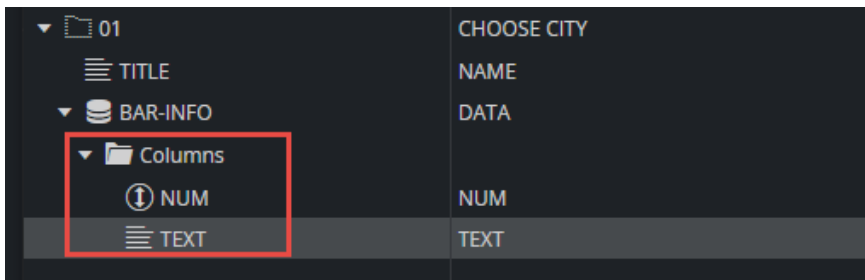 01 CHOOSE CITY
TITLE NAME
BAR-INFO DATA
Columns
NUM NUM
TEXT TEXT